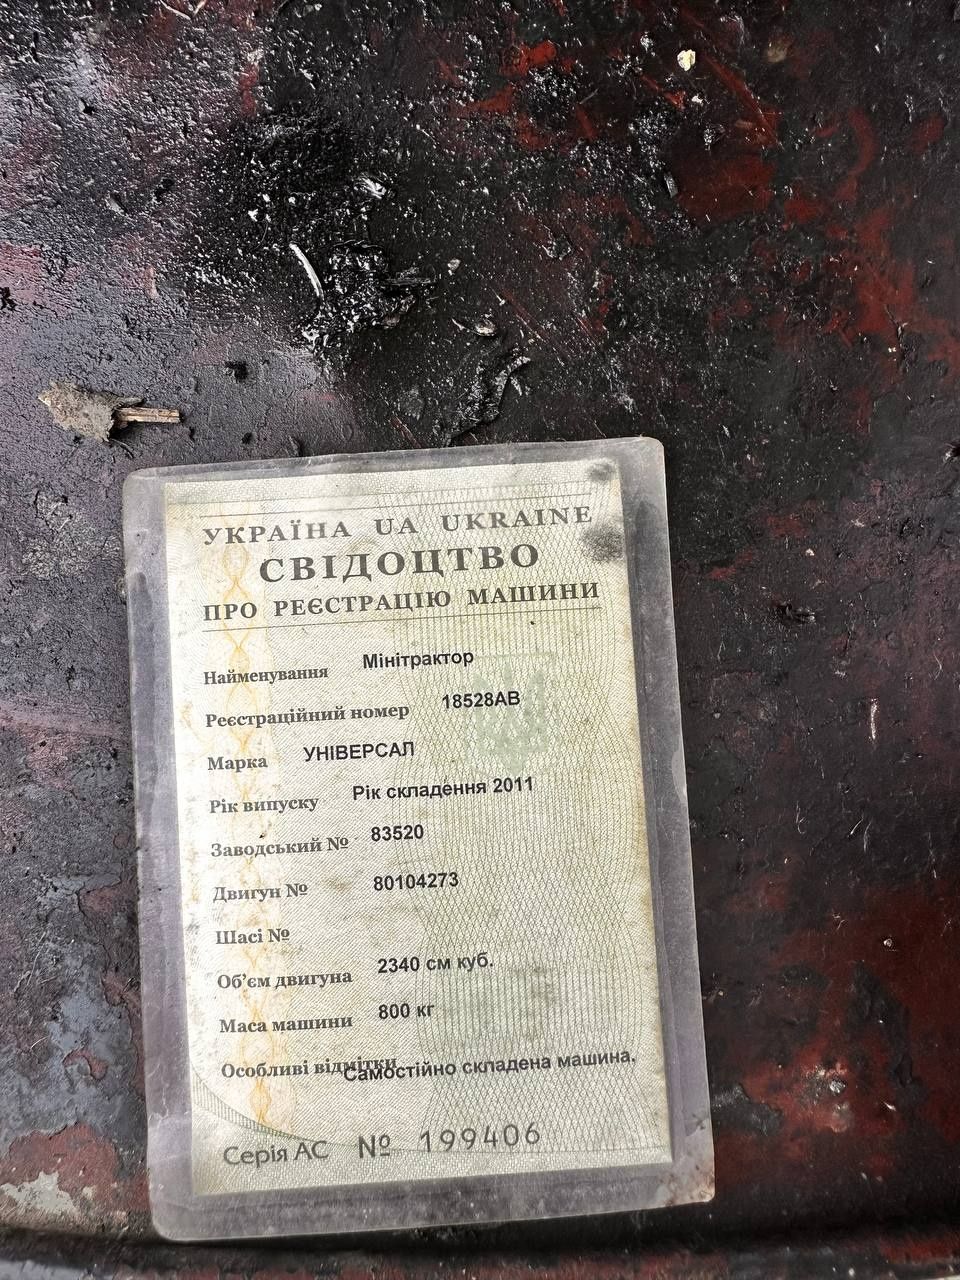 УКРАЇНА UA UKRAINE
СВІДОЦТВО
ПРО РЕЄСТРАЦІЮ МАШИНИ
Найменування Мінітрактор
Реєстраційний номер 18528АВ
Марка УНІВЕРСАЛ
Рік випуску Рік складення 2011
Заводський № 83520
Двигун № 80104273
Шасі №
Об'єм двигуна 2340 см куб.
Маса машини 800 кг
Особливі відмітки Самостійно складена машина.
Серія АС № 199406